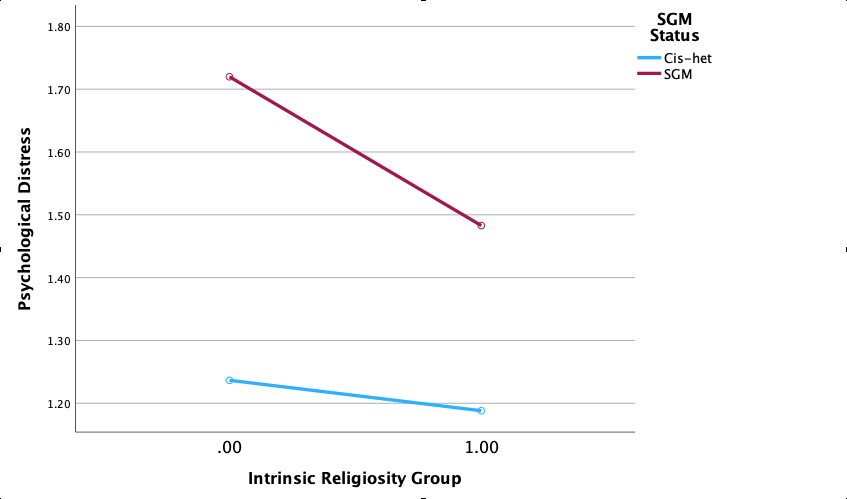 SGM
Status
Cis-het
SGM
1.80
1.70
1.60
1.50
1.40
1.30
1.20
Psychological Distress
.00
1.00
Intrinsic Religiosity Group